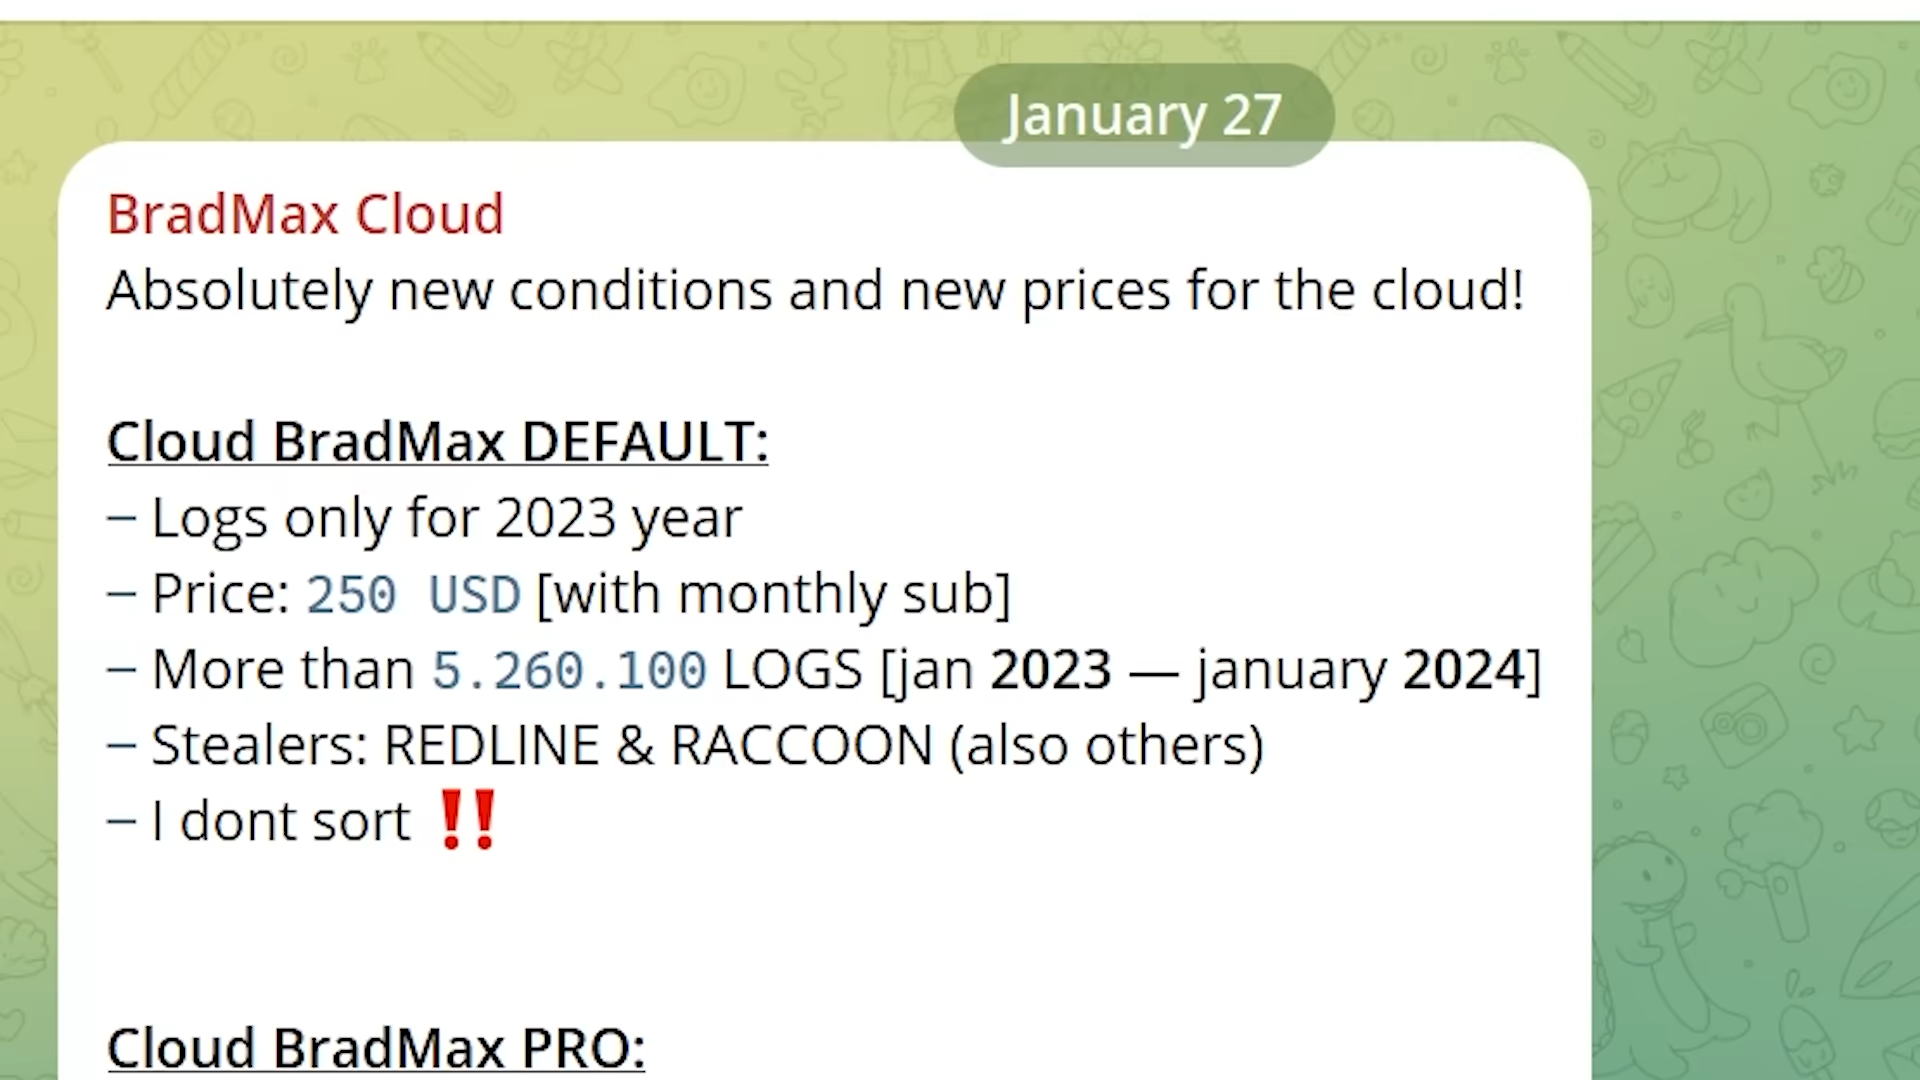 January 27
BradMax Cloud
Absolutely new conditions and new prices for the cloud!
Cloud BradMax DEFAULT:
– Logs only for 2023 year
– Price: 250 USD [with monthly sub]
– More than 5.260.100 LOGS [jan 2023 — january 2024]
– Stealers: REDLINE & RACCOON (also others)
– I dont sort ‼️
Cloud BradMax PRO: